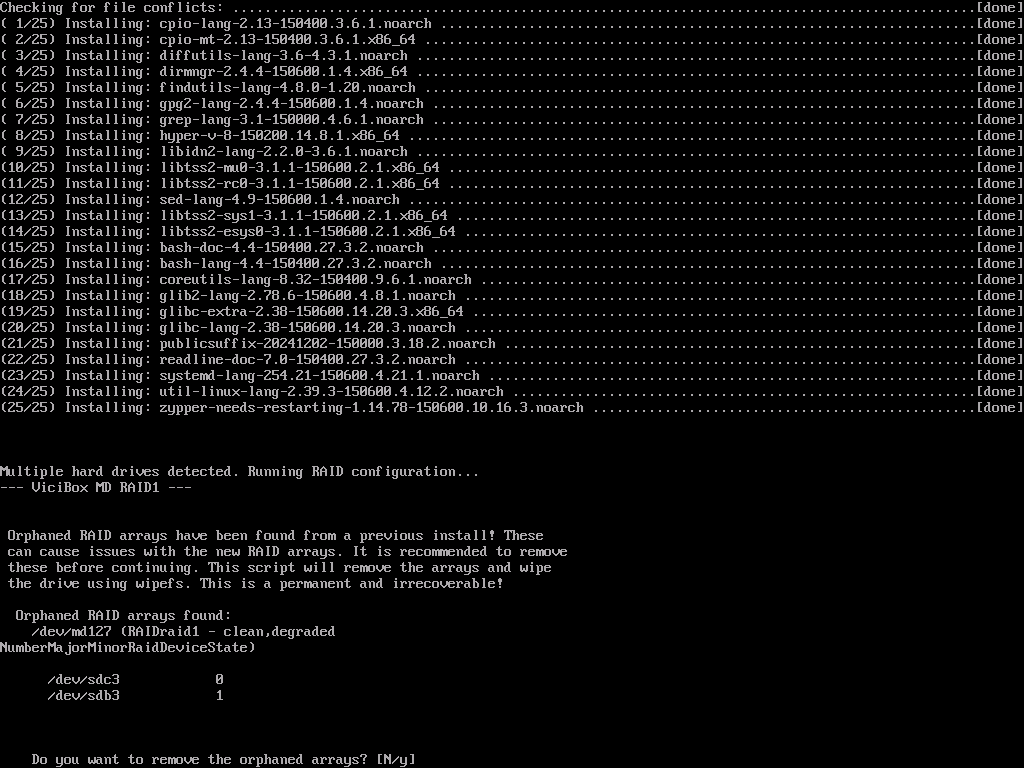 Checking for file conflicts: ..............................................................................................[done]
( 1/25) Installing: cpio-lang-2.13-150400.3.6.1.noarch ....................................................................[done]
( 2/25) Installing: cpio-mt-2.13-150400.3.6.1.x86_64 ......................................................................[done]
( 3/25) Installing: diffutils-lang-3.6-4.3.1.noarch .......................................................................[done]
( 4/25) Installing: dirmngr-2.4.4-150600.1.4.x86_64 .......................................................................[done]
( 5/25) Installing: findutils-lang-4.8.0-1.20.noarch ......................................................................[done]
( 6/25) Installing: gpg2-lang-2.4.4-150600.1.4.noarch .....................................................................[done]
( 7/25) Installing: grep-lang-3.1-150000.4.6.1.noarch .....................................................................[done]
( 8/25) Installing: hyper-v-8-150200.14.8.1.x86_64 ........................................................................[done]
( 9/25) Installing: libidn2-lang-2.2.0-3.6.1.noarch .......................................................................[done]
(10/25) Installing: libtss2-mu0-3.1.1-150600.2.1.x86_64 ...................................................................[done]
(11/25) Installing: libtss2-rc0-3.1.1-150600.2.1.x86_64 ...................................................................[done]
(12/25) Installing: sed-lang-4.9-150600.1.4.noarch ........................................................................[done]
(13/25) Installing: libtss2-sys1-3.1.1-150600.2.1.x86_64 ..................................................................[done]
(14/25) Installing: libtss2-esys0-3.1.1-150600.2.1.x86_64 .................................................................[done]
(15/25) Installing: bash-doc-4.4-150400.27.3.2.noarch .....................................................................[done]
(16/25) Installing: bash-lang-4.4-150400.27.3.2.noarch ....................................................................[done]
(17/25) Installing: coreutils-lang-8.32-150400.9.6.1.noarch ...............................................................[done]
(18/25) Installing: glib2-lang-2.78.6-150600.4.8.1.noarch .................................................................[done]
(19/25) Installing: glibc-extra-2.38-150600.14.20.3.x86_64 ................................................................[done]
(20/25) Installing: glibc-lang-2.38-150600.14.20.3.noarch .................................................................[done]
(21/25) Installing: publicsuffix-20241202-150000.3.18.2.noarch ............................................................[done]
(22/25) Installing: readline-doc-7.0-150400.27.3.2.noarch .................................................................[done]
(23/25) Installing: systemd-lang-254.21-150600.4.21.1.noarch ..............................................................[done]
(24/25) Installing: util-linux-lang-2.39.3-150600.4.12.2.noarch ...........................................................[done]
(25/25) Installing: zypper-needs-restarting-1.14.78-150600.10.16.3.noarch .................................................[done]
Multiple hard drives detected. Running RAID configuration...
--- ViciBox MD RAID1 ---
Orphaned RAID arrays have been found from a previous install! These
can cause issues with the new RAID arrays. It is recommended to remove
these before continuing. This script will remove the arrays and wipe
the drive using wipefs. This is a permanent and irrecoverable!
Orphaned RAID arrays found:
/dev/md127 (RAIDraid1 - clean,degraded
NumberMajorMinorRaidDeviceState)
/dev/sdc3 0
/dev/sdb3 1
Do you want to remove the orphaned arrays? [N/y]